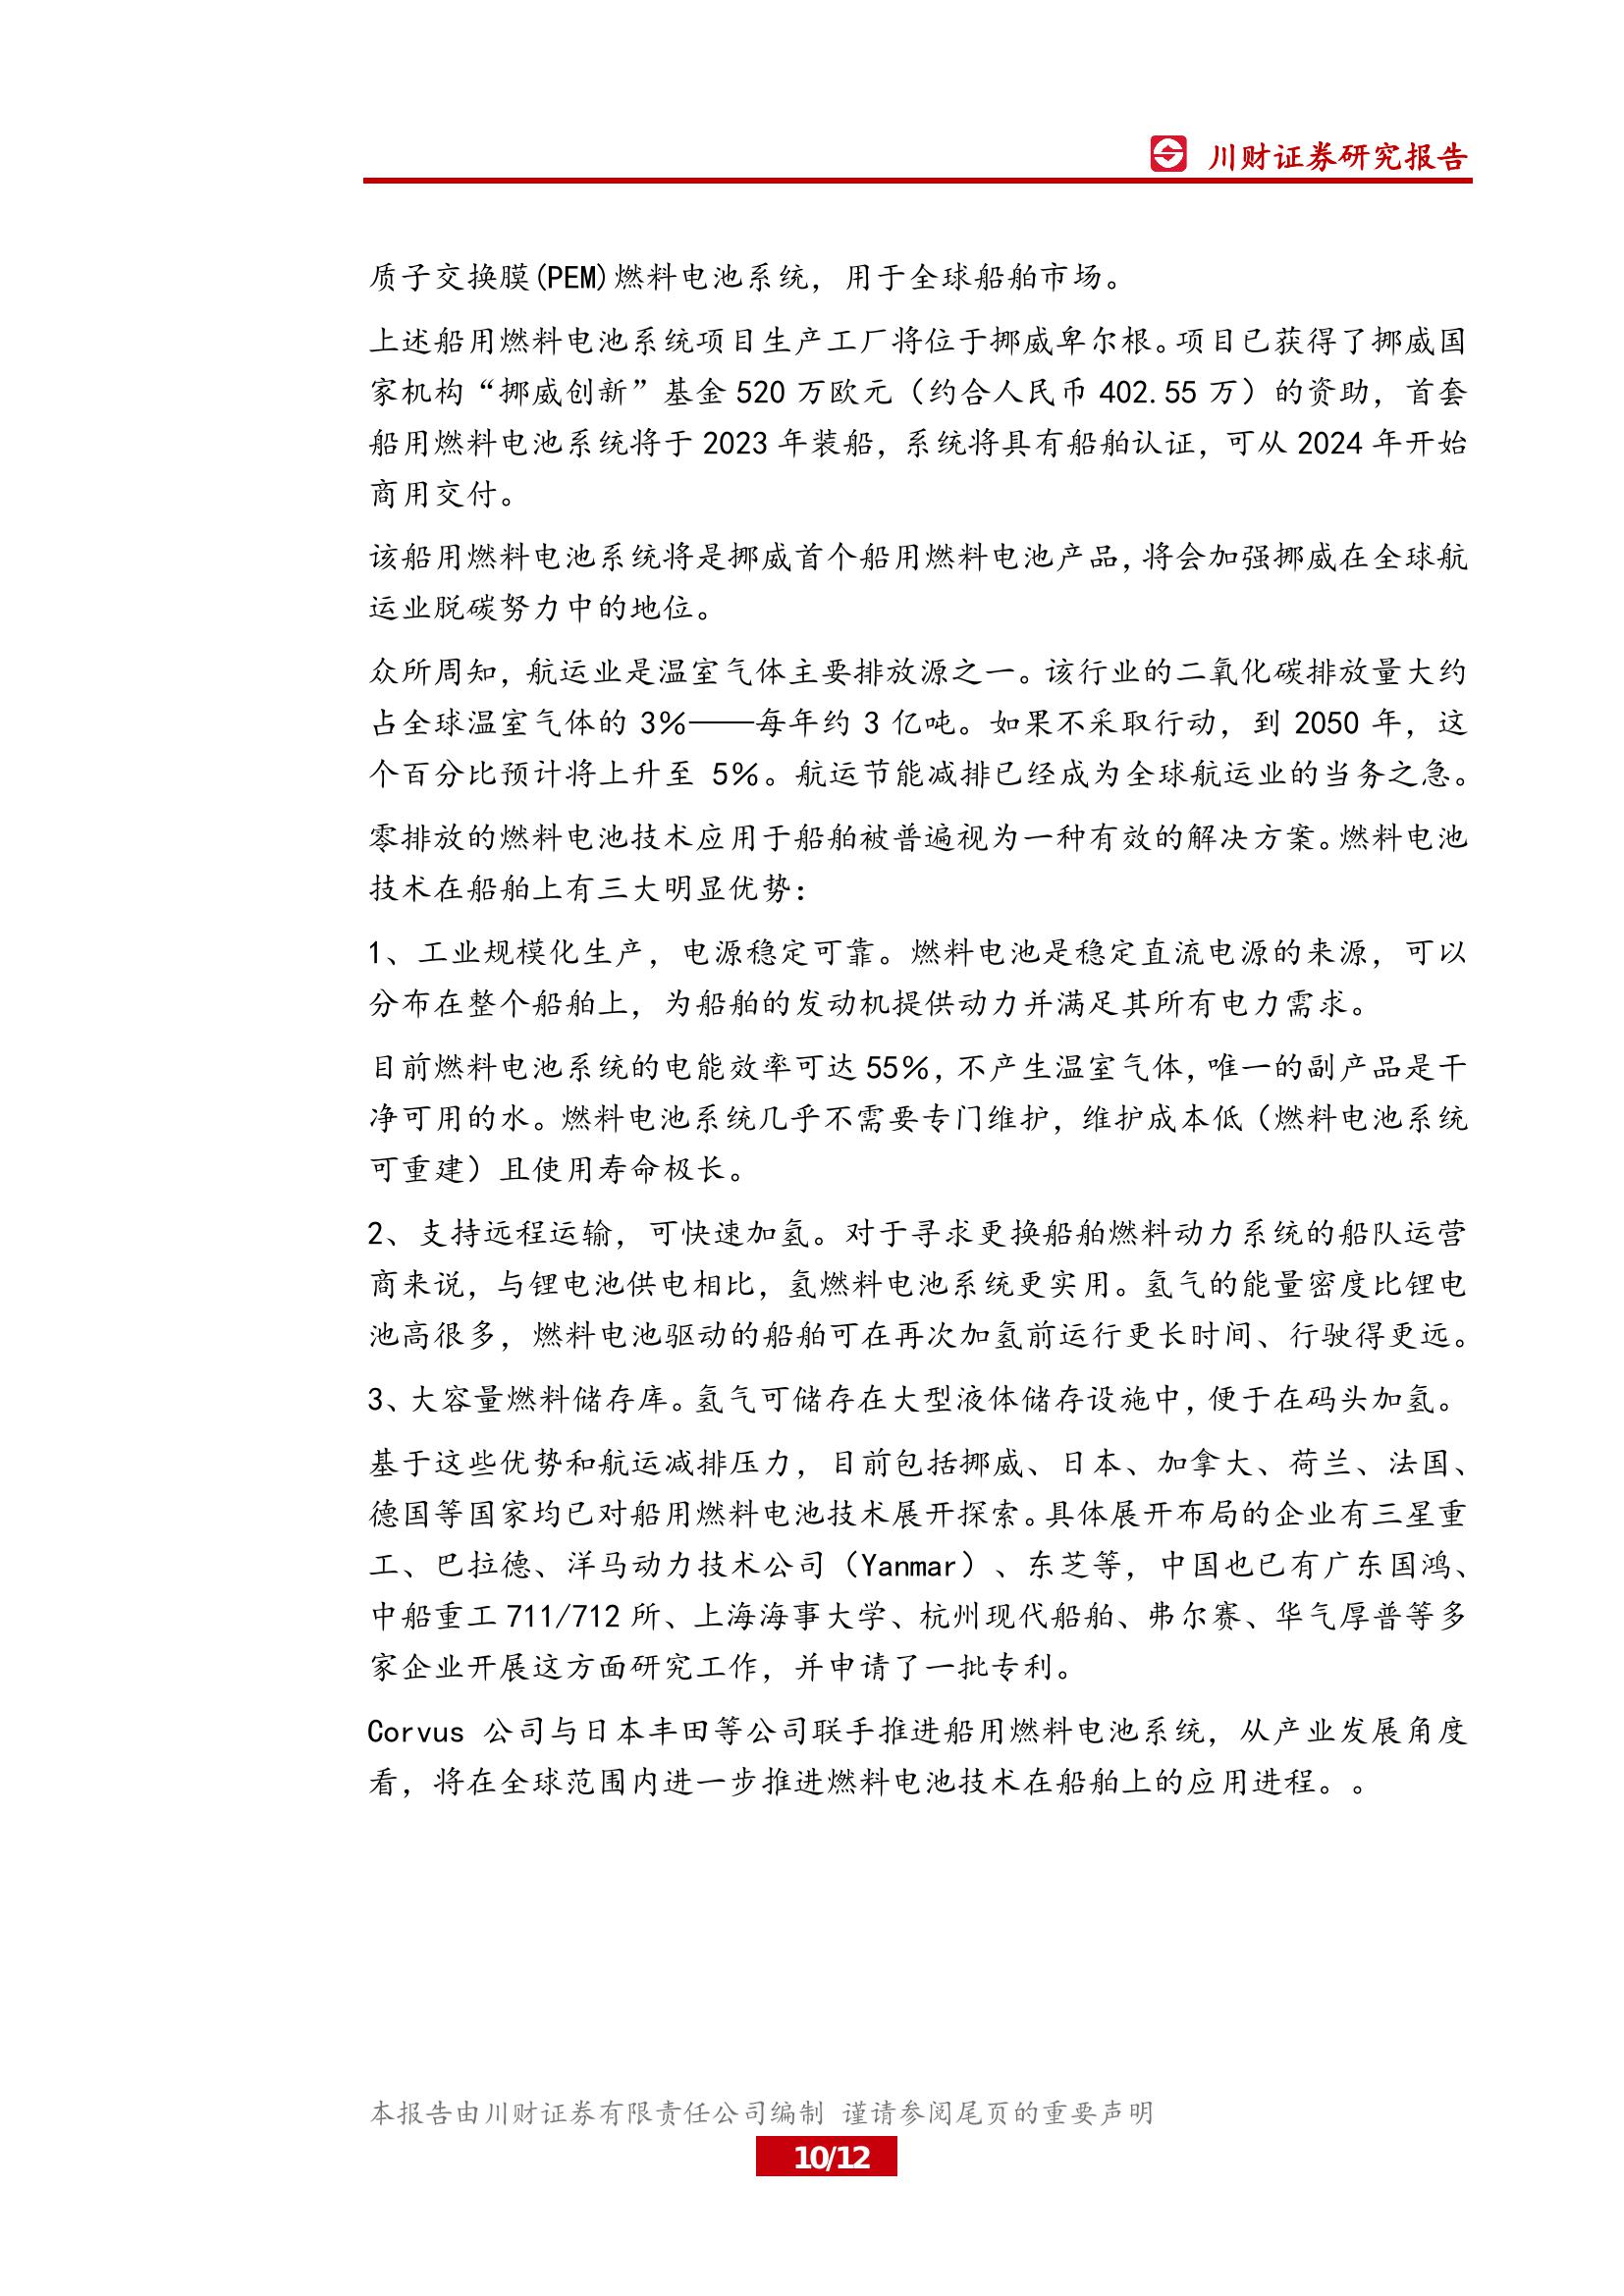 川财证券研究报告
质子交换膜(PEM)燃料电池系统，用于全球船舶市场。
上述船用燃料电池系统项目生产工厂将位于挪威卑尔根。项目已获得了挪威国
家机构“挪威创新”基金 520 万欧元（约合人民币 402.55 万）的资助，首套
船用燃料电池系统将于 2023 年装船，系统将具有船舶认证，可从 2024 年开始
商用交付。
该船用燃料电池系统将是挪威首个船用燃料电池产品，将会加强挪威在全球航
运业脱碳努力中的地位。
众所周知，航运业是温室气体主要排放源之一。该行业的二氧化碳排放量大约
占全球温室气体的 3%——每年约 3 亿吨。如果不采取行动，到 2050 年，这
个百分比预计将上升至 5%。航运节能减排已经成为全球航运业的当务之急。
零排放的燃料电池技术应用于船舶被普遍视为一种有效的解决方案。燃料电池
技术在船舶上有三大明显优势：
1、工业规模化生产，电源稳定可靠。燃料电池是稳定直流电源的来源，可以
分布在整个船舶上，为船舶的发动机提供动力并满足其所有电力需求。
目前燃料电池系统的电能效率可达 55%，不产生温室气体，唯一的副产品是干
净可用的水。燃料电池系统几乎不需要专门维护，维护成本低（燃料电池系统
可重建）且使用寿命极长。
2、支持远程运输，可快速加氢。对于寻求更换船舶燃料动力系统的船队运营
商来说，与锂电池供电相比，氢燃料电池系统更实用。氢气的能量密度比锂电
池高很多，燃料电池驱动的船舶可在再次加氢前运行更长时间、行驶得更远。
3、大容量燃料储存库。氢气可储存在大型液体储存设施中，便于在码头加氢。
基于这些优势和航运减排压力，目前包括挪威、日本、加拿大、荷兰、法国、
德国等国家均已对船用燃料电池技术展开探索。具体展开布局的企业有三星重
工、巴拉德、洋马动力技术公司（Yanmar）、东芝等，中国也已有广东国鸿、
中船重工 711/712 所、上海海事大学、杭州现代船舶、弗尔赛、华气厚普等多
家企业开展这方面研究工作，并申请了一批专利。
Corvus 公司与日本丰田等公司联手推进船用燃料电池系统，从产业发展角度
看，将在全球范围内进一步推进燃料电池技术在船舶上的应用进程。。
本报告由川财证券有限责任公司编制 谨请参阅尾页的重要声明
10/12